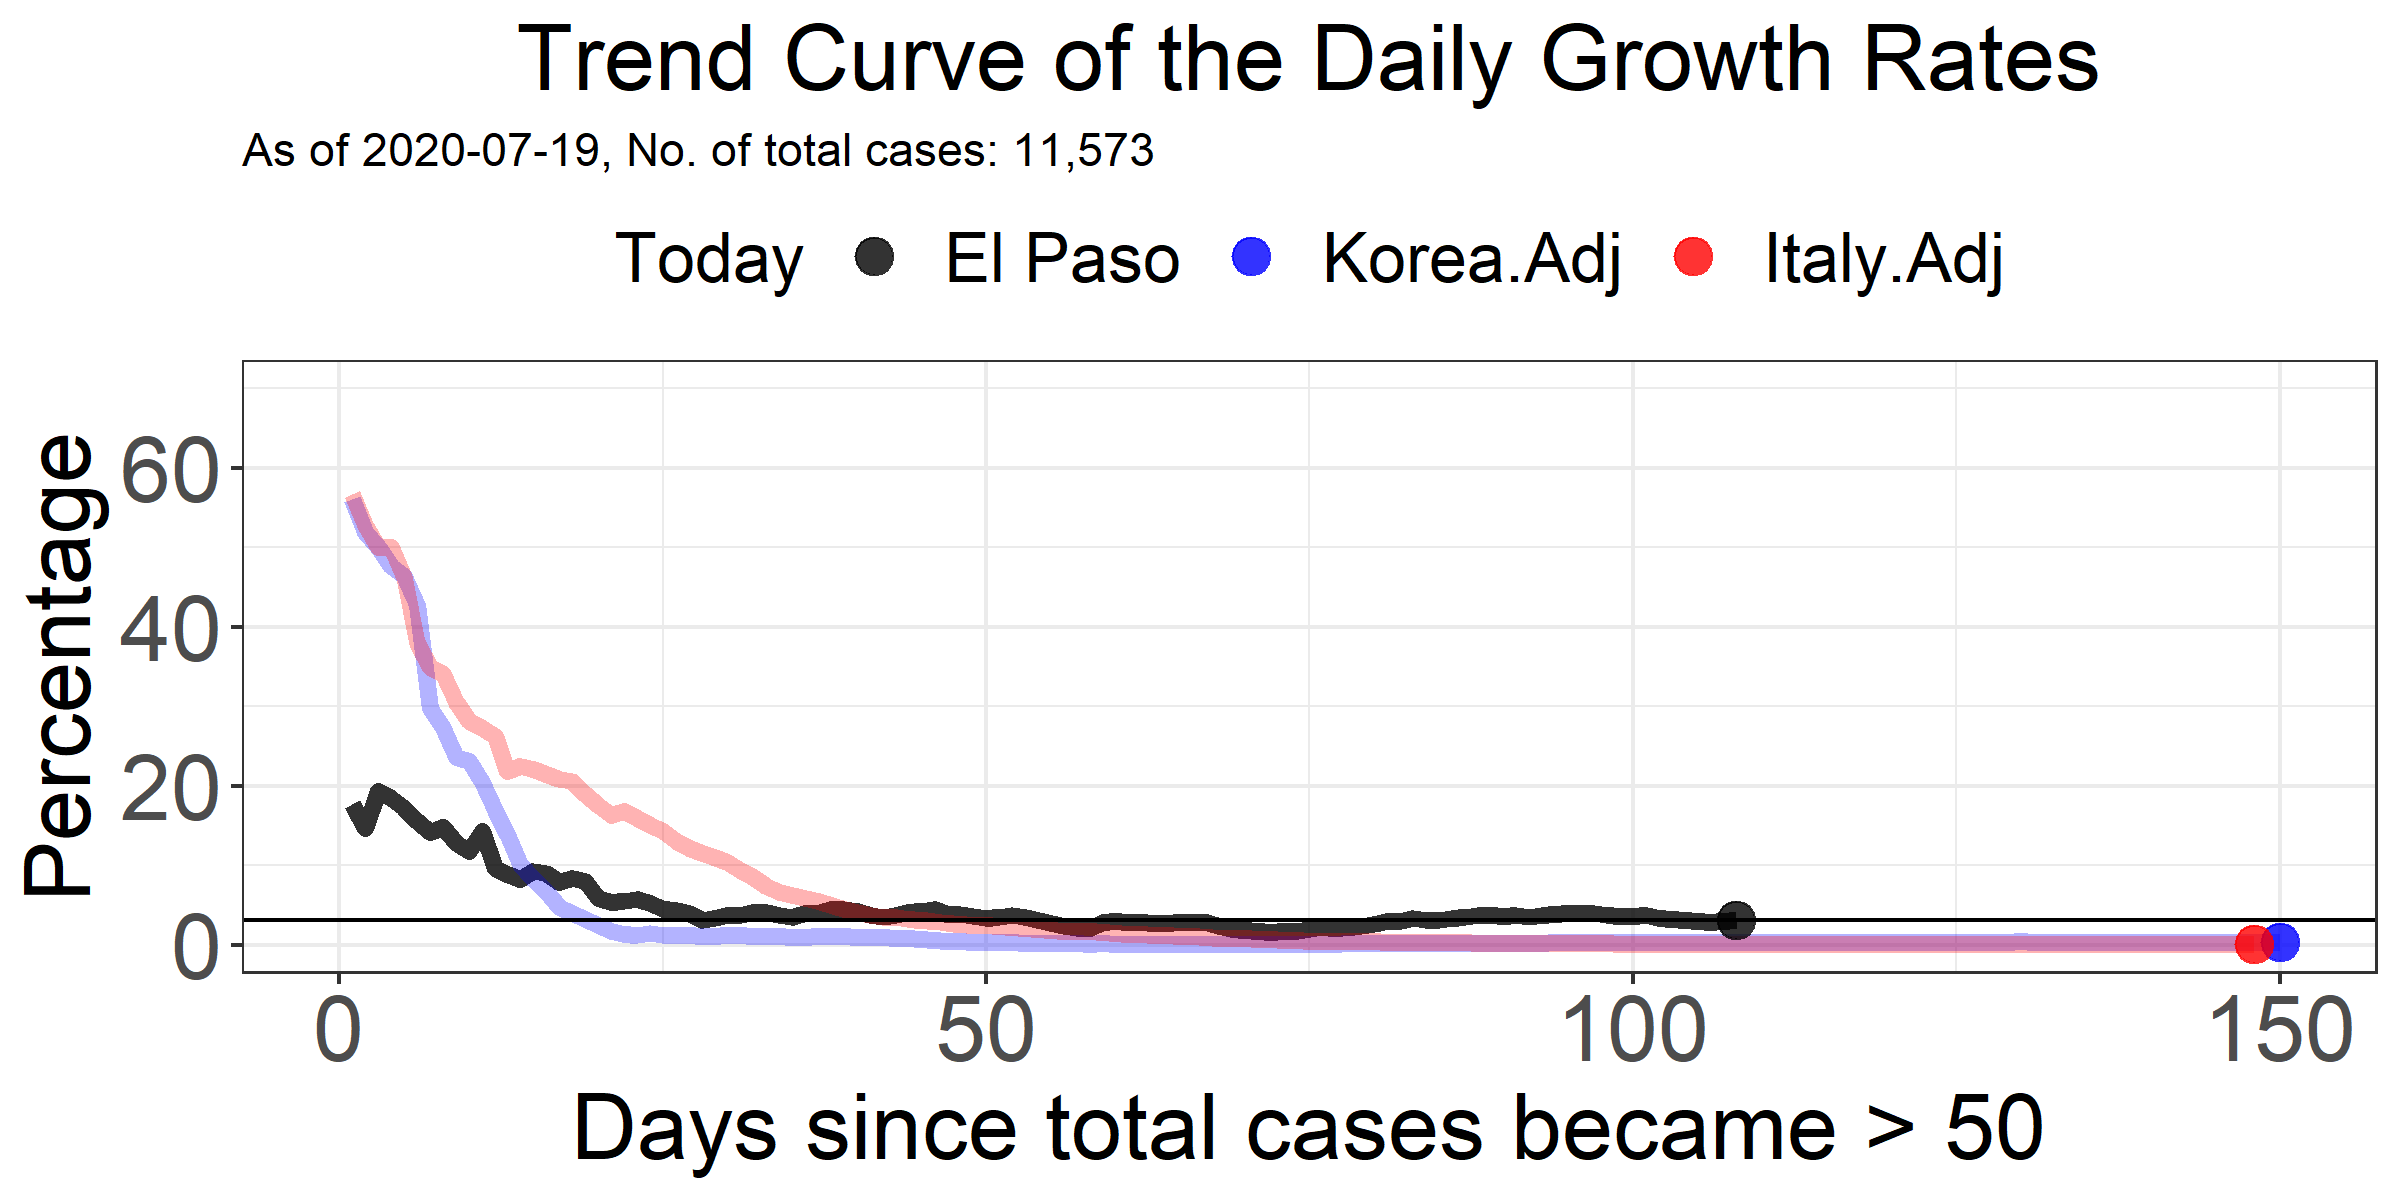 Trend Curve of the Daily Growth Rates
As of 2020-07-19, No. of total cases: 11,573
Today El Paso Korea.Adj Italy.Adj
Percentage
60
40
20
0
0 50 100 150
Days since total cases became > 50